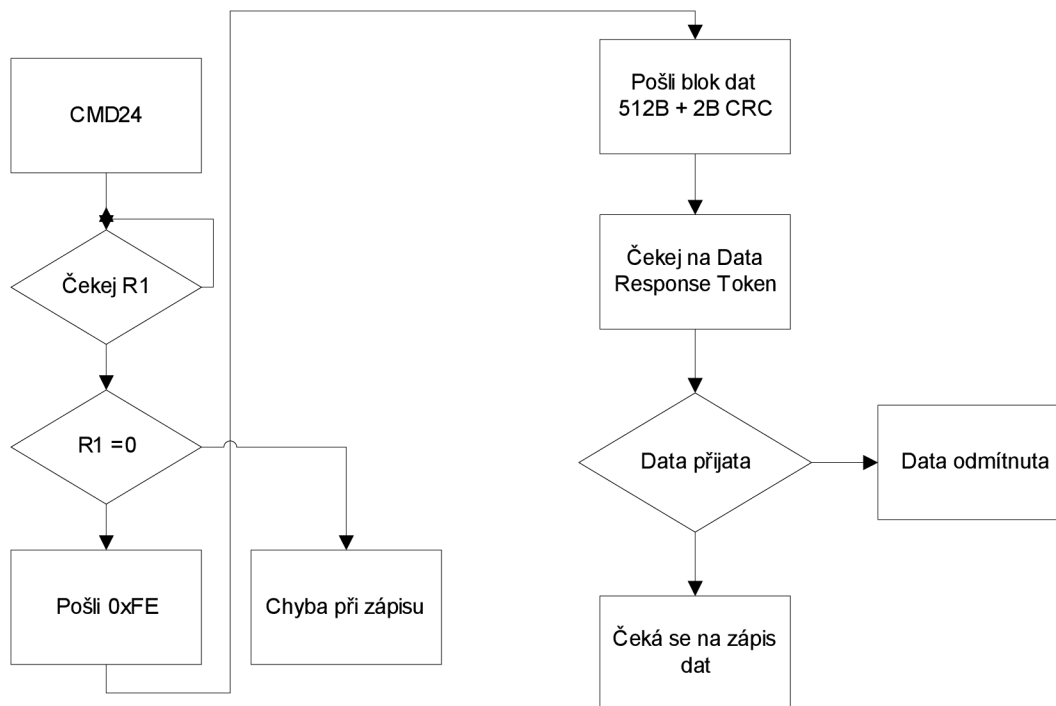 CMD24
Čekej R1
R1 =0
Pošli 0xFE
Chyba při zápisu
Pošli blok dat
512B + 2B CRC
Čekej na Data
Response Token
Data přijata
Data odmítnuta
Čeká se na zápis
dat